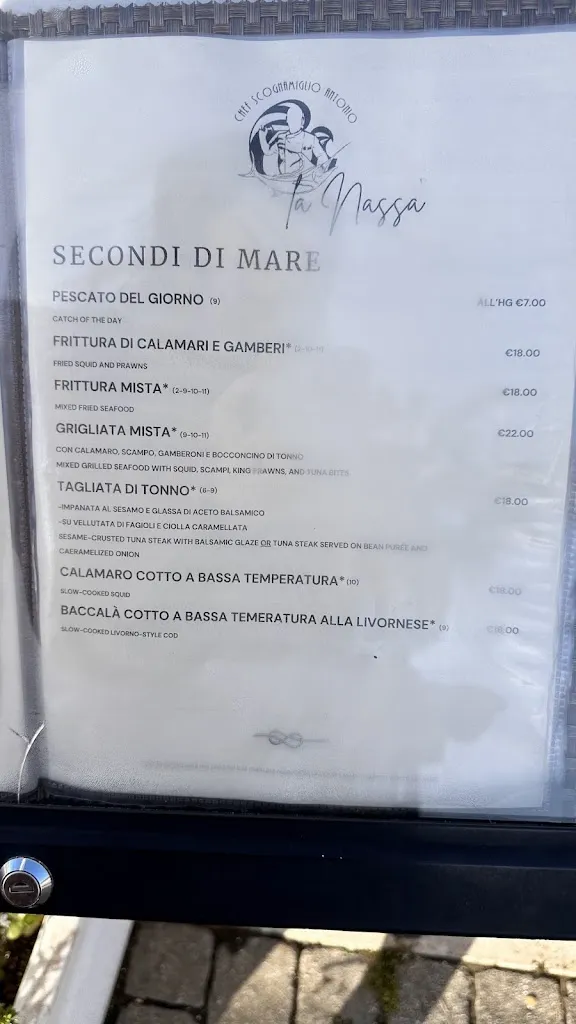 CHEF SCOGNAMIGLIO ANTONIO
la Nassa
SECONDI DI MARE
PESCATO DEL GIORNO (9) ALL'HG €7.00
CATCH OF THE DAY
FRITTURA DI CALAMARI E GAMBERI* €18.00
FRIED SQUID AND PRAWNS
FRITTURA MISTA* (2-9-10-11) €18.00
MIXED FRIED SEAFOOD
GRIGLIATA MISTA* (9-10-11) €22.00
CON CALAMARO, SCAMPO, GAMBERONI E BOCCONCINO DI TONNO
MIXED GRILLED SEAFOOD WITH SQUID, SCAMPI, KING PRAWNS, AND TUNA BITES
TAGLIATA DI TONNO* (6-9) €18.00
-IMPANATA AL SESAMO E GLASSA DI ACETO BALSAMICO
-SU VELLUTATA DI FAGIOLI E CIOLLA CARAMELLATA
SESAME-CRUSTED TUNA STEAK WITH BALSAMIC GLAZE OR TUNA STEAK SERVED ON BEAN PURÉE AND
CAERAMELIZED ONION
CALAMARO COTTO A BASSA TEMPERATURA* (10) €18.00
SLOW-COOKED SQUID
BACCALÀ COTTO A BASSA TEMERATURA ALLA LIVORNESE* (9)
SLOW-COOKED LIVORNO-STYLE COD